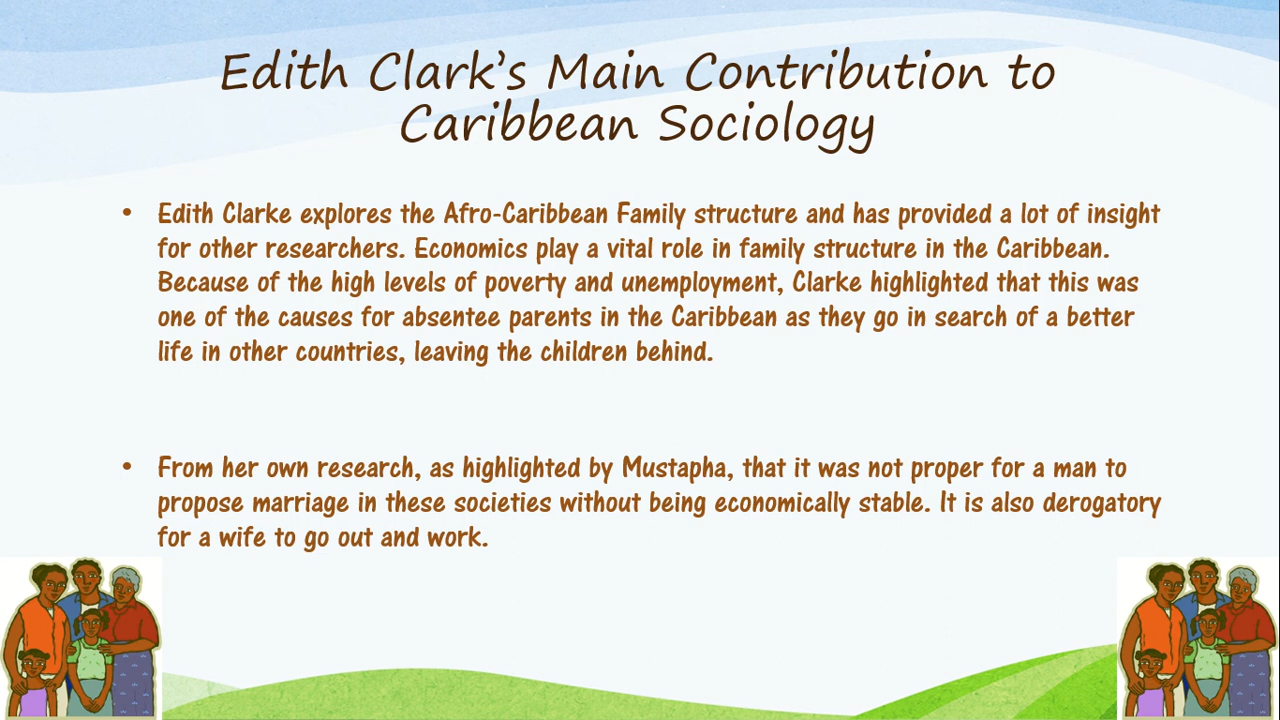 Edith Clark’s Main Contribution to
Caribbean Sociology
• Edith Clarke explores the Afro-Caribbean Family structure and has provided a lot of insight
for other researchers. Economics play a vital role in family structure in the Caribbean.
Because of the high levels of poverty and unemployment, Clarke highlighted that this was
one of the causes for absentee parents in the Caribbean as they go in search of a better
life in other countries, leaving the children behind.
• From her own research, as highlighted by Mustapha, that it was not proper for a man to
propose marriage in these societies without being economically stable. It is also derogatory
for a wife to go out and work.